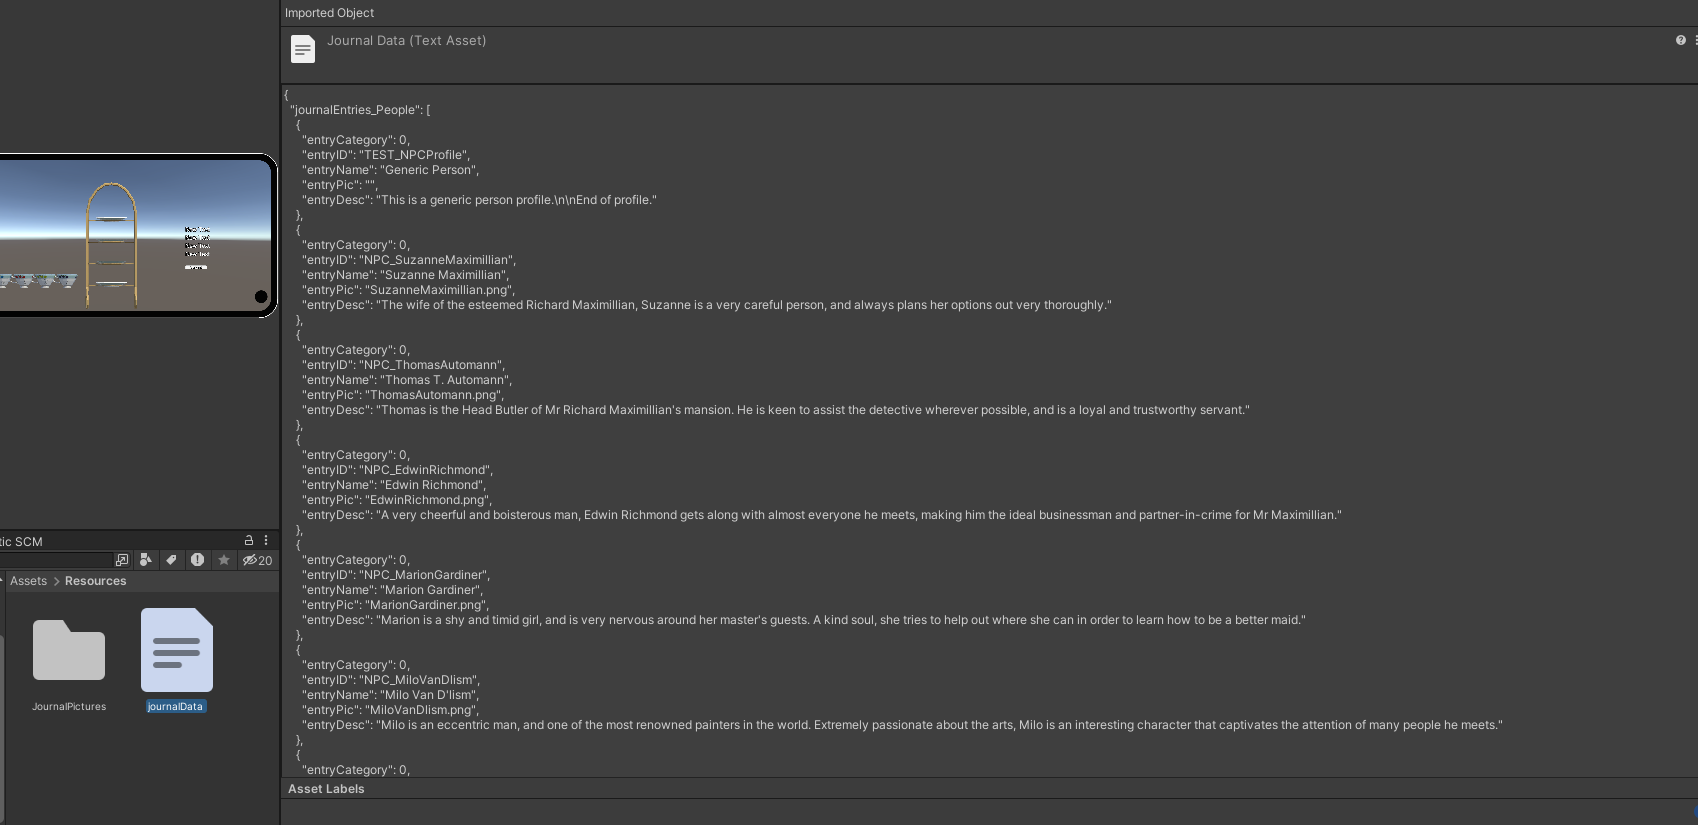 Imported Object
Journal Data (Text Asset)
{
"journalEntries_People": [
{
"entryCategory": 0,
"entryID": "TEST_NPCProfile",
"entryName": "Generic Person",
"entryPic": "",
"entryDesc": "This is a generic person profile.\n\nEnd of profile."
},
{
"entryCategory": 0,
"entryID": "NPC_SuzanneMaximillian",
"entryName": "Suzanne Maximillian",
"entryPic": "SuzanneMaximillian.png",
"entryDesc": "The wife of the esteemed Richard Maximillian, Suzanne is a very careful person, and always plans her options out very thoroughly."
},
{
"entryCategory": 0,
"entryID": "NPC_ThomasAutomann",
"entryName": "Thomas T. Automann",
"entryPic": "ThomasAutomann.png",
"entryDesc": "Thomas is the Head Butler of Mr Richard Maximillian's mansion. He is keen to assist the detective wherever possible, and is a loyal and trustworthy servant."
},
{
"entryCategory": 0,
"entryID": "NPC_EdwinRichmond",
"entryName": "Edwin Richmond",
"entryPic": "EdwinRichmond.png",
"entryDesc": "A very cheerful and boisterous man, Edwin Richmond gets along with almost everyone he meets, making him the ideal businessman and partner-in-crime for Mr Maximillian."
},
{
"entryCategory": 0,
"entryID": "NPC_MarionGardiner",
"entryName": "Marion Gardiner",
"entryPic": "MarionGardiner.png",
"entryDesc": "Marion is a shy and timid girl, and is very nervous around her master's guests. A kind soul, she tries to help out where she can in order to learn how to be a better maid."
},
{
"entryCategory": 0,
"entryID": "NPC_MiloVanDlism",
"entryName": "Milo Van D'lism",
"entryPic": "MiloVanDlism.png",
"entryDesc": "Milo is an eccentric man, and one of the most renowned painters in the world. Extremely passionate about the arts, Milo is an interesting character that captivates the attention of many people he meets."
},
{
"entryCategory": 0,
Asset Labels
tic SCM
20
Assets > Resources
JournalPictures
journalData